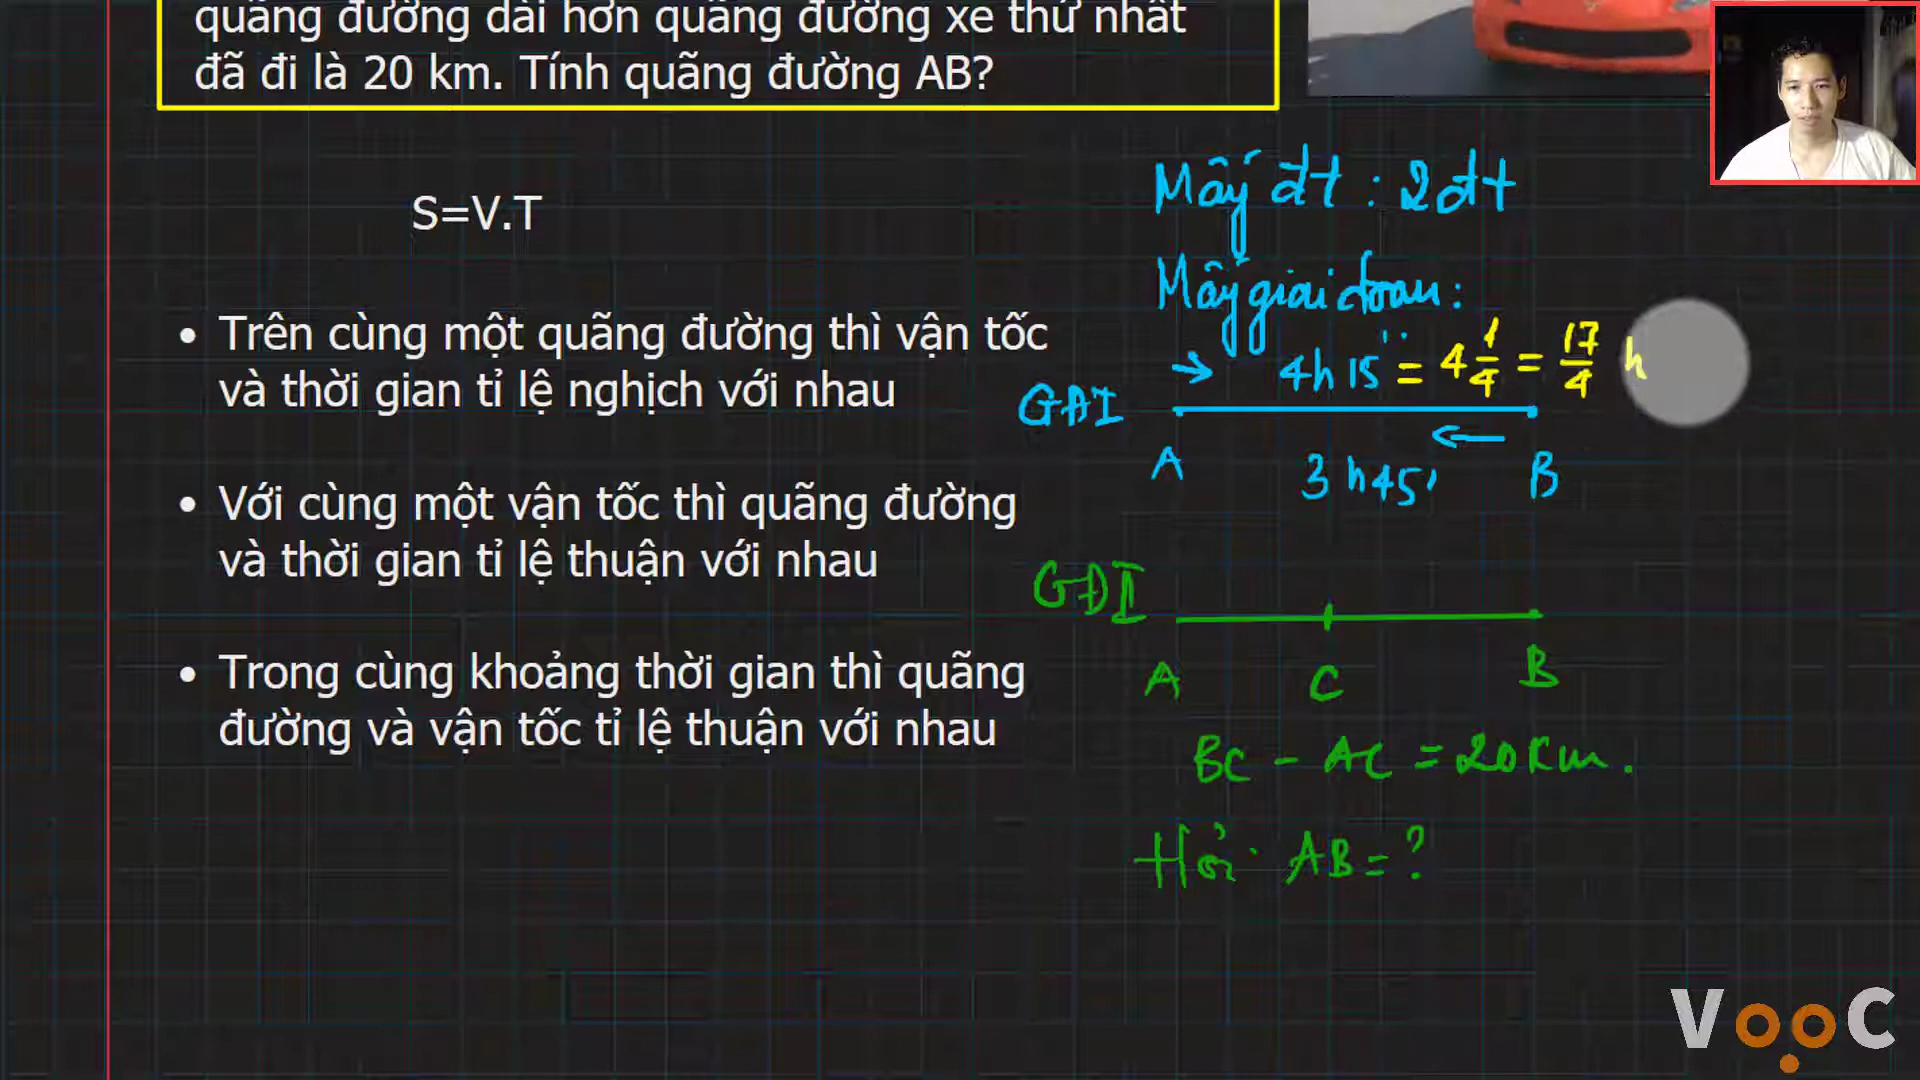 quãng đường dài hơn quãng đường xe thứ nhất
đã đi là 20 km. Tính quãng đường AB?
S=V.T
• Trên cùng một quãng đường thì vận tốc
và thời gian tỉ lệ nghịch với nhau
• Với cùng một vận tốc thì quãng đường
và thời gian tỉ lệ thuận với nhau
• Trong cùng khoảng thời gian thì quãng
đường và vận tốc tỉ lệ thuận với nhau
Mấy đt : 2đt
Mấy giai đoạn :
→ 4h 15' = 4 1/4 = 17/4 h
GĐI
←
A 3h45' B
GĐII
A C B
BC - AC = 20Km.
Hỏi AB = ?
VooC